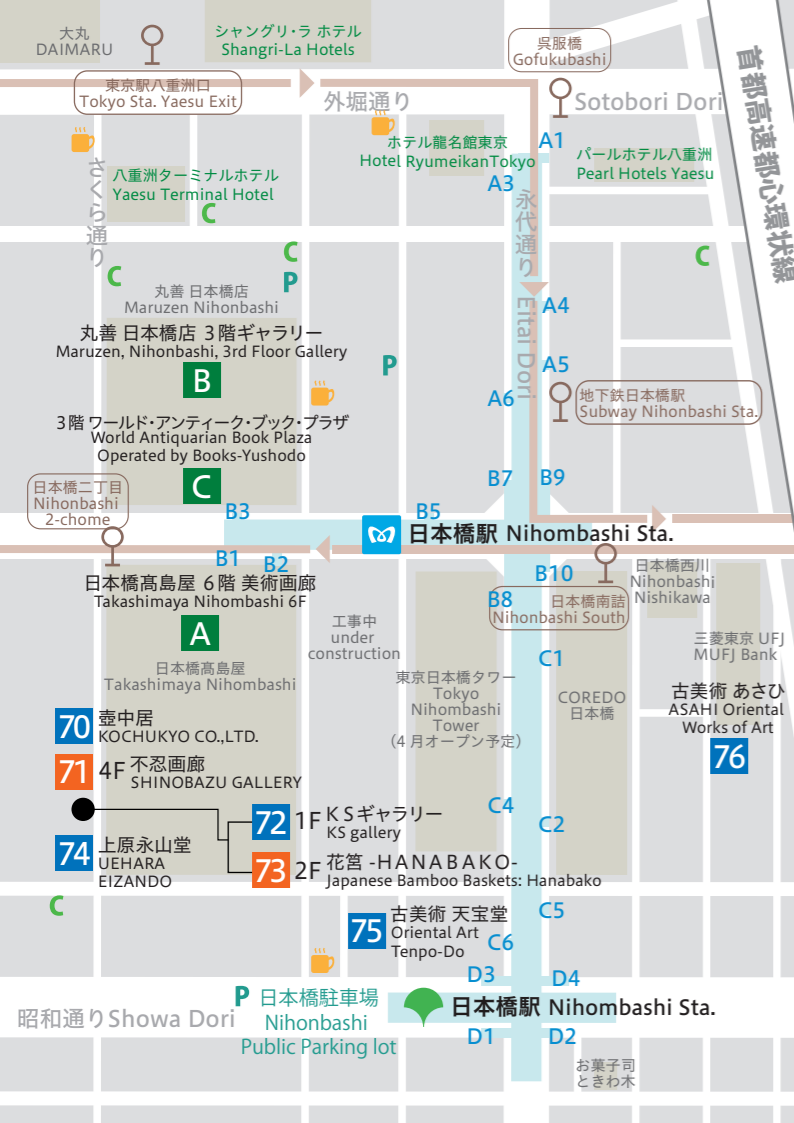 大丸
DAIMARU
シャングリ・ラ ホテル
Shangri-La Hotels
呉服橋
Gofukubashi
東京駅八重洲口
Tokyo Sta. Yaesu Exit
外堀通り
Sotobori Dori
首都高速都心環状線
さくら通り
八重洲ターミナルホテル
Yaesu Terminal Hotel
ホテル龍名館東京
Hotel RyumeikanTokyo
A1
パールホテル八重洲
Pearl Hotels Yaesu
A3
永代通り Eitai Dori
C
C
C
C
P
丸善 日本橋店
Maruzen Nihonbashi
丸善 日本橋店 3階ギャラリー
Maruzen, Nihonbashi, 3rd Floor Gallery
B
A4
P
A5
A6
地下鉄日本橋駅
Subway Nihonbashi Sta.
3階 ワールド・アンティーク・ブック・プラザ
World Antiquarian Book Plaza
Operated by Books-Yushodo
C
日本橋二丁目
Nihonbashi
2-chome
B7
B9
B3
B5
日本橋駅 Nihombashi Sta.
B1
B2
日本橋髙島屋 6階 美術画廊
Takashimaya Nihombashi 6F
A
日本橋髙島屋
Takashimaya Nihombashi
工事中
under
construction
B10
B8
日本橋南詰
Nihonbashi South
日本橋西川
Nihonbashi
Nishikawa
三菱東京 UFJ
MUFJ Bank
C1
東京日本橋タワー
Tokyo
Nihombashi
Tower
(4 月オープン予定)
COREDO
日本橋
古美術 あさひ
ASAHI Oriental
Works of Art
76
70
壺中居
KOCHUKYO CO.,LTD.
71
4F 不忍画廊
SHINOBAZU GALLERY
72
1F KSギャラリー
KS gallery
73
2F 花筥 -HANABAKO-
Japanese Bamboo Baskets: Hanabako
74
上原永山堂
UEHARA
EIZANDO
C4
C2
C
75
古美術 天宝堂
Oriental Art
Tenpo-Do
C5
C6
D3
D4
P 日本橋駐車場
Nihonbashi
Public Parking lot
日本橋駅 Nihombashi Sta.
昭和通りShowa Dori
D1
D2
お菓子司
ときわ木